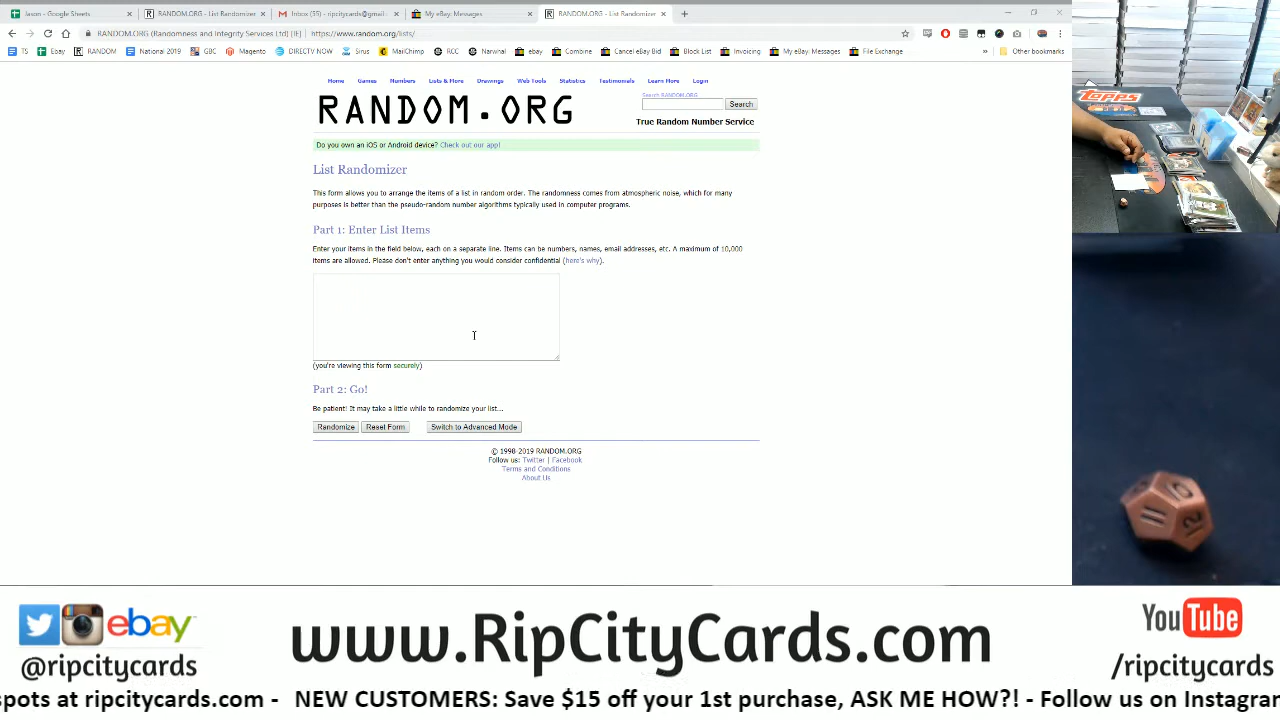 Jason - Google Sheets
RANDOM.ORG - List Randomizer
Inbox (35) - ripcitycards@gmail
My eBay: Messages
RANDOM.ORG - List Randomizer
RANDOM.ORG (Randomness and Integrity Services Ltd) [IE] | https://www.random.org/lists/
TS Ebay RANDOM National 2019 GBC Magento DIRECTV NOW Sirus MailChimp RCC Narwhal ebay Combine Cancel eBay Bid Block List Invoicing My eBay: Messages File Exchange » Other bookmarks
Home Games Numbers Lists & More Drawings Web Tools Statistics Testimonials Learn More Login
RANDOM.ORG
Search RANDOM.ORG
Search
True Random Number Service
Do you own an iOS or Android device? Check out our app!
List Randomizer
This form allows you to arrange the items of a list in random order. The randomness comes from atmospheric noise, which for many
purposes is better than the pseudo-random number algorithms typically used in computer programs.
Part 1: Enter List Items
Enter your items in the field below, each on a separate line. Items can be numbers, names, email addresses, etc. A maximum of 10,000
items are allowed. Please don't enter anything you would consider confidential (here's why).
(you're viewing this form securely)
Part 2: Go!
Be patient! It may take a little while to randomize your list...
Randomize Reset Form Switch to Advanced Mode
© 1998-2019 RANDOM.ORG
Follow us: Twitter | Facebook
Terms and Conditions
About Us
topps
11
12
ebay
@ripcitycards
www.RipCityCards.com
YouTube
/ripcitycards
spots at ripcitycards.com - NEW CUSTOMERS: Save $15 off your 1st purchase, ASK ME HOW?! - Follow us on Instagram